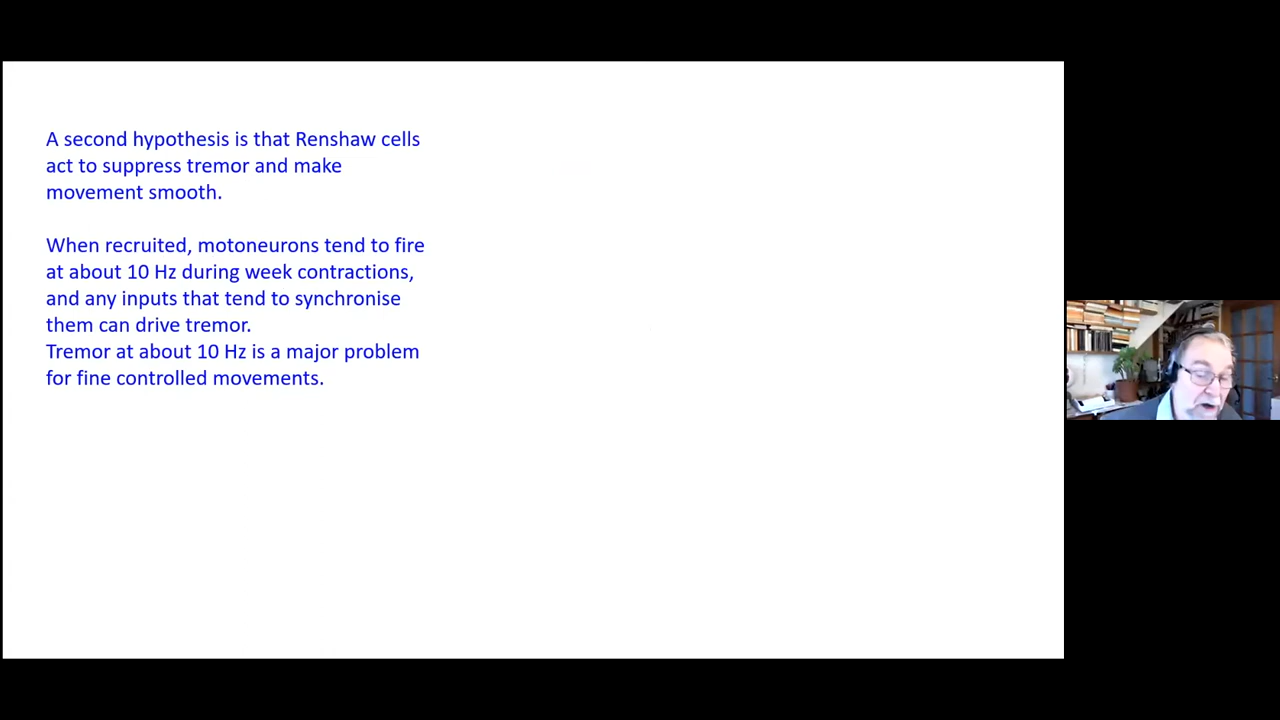 A second hypothesis is that Renshaw cells
act to suppress tremor and make
movement smooth.
When recruited, motoneurons tend to fire
at about 10 Hz during week contractions,
and any inputs that tend to synchronise
them can drive tremor.
Tremor at about 10 Hz is a major problem
for fine controlled movements.